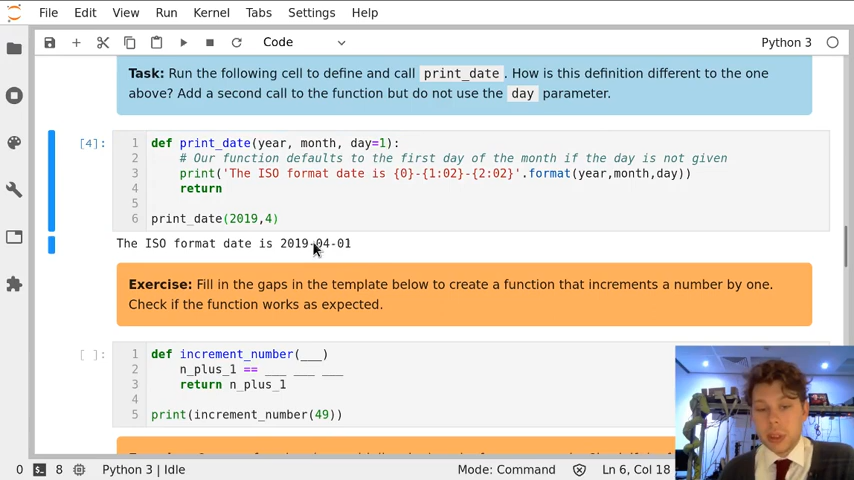 File Edit View Run Kernel Tabs Settings Help
Code Python 3
Task: Run the following cell to define and call print_date. How is this definition different to the one
above? Add a second call to the function but do not use the day parameter.
[4]: 1 def print_date(year, month, day=1):
2 # Our function defaults to the first day of the month if the day is not given
3 print('The ISO format date is {0}-{1:02}-{2:02}'.format(year,month,day))
4 return
5
6 print_date(2019,4)
The ISO format date is 2019-04-01
Exercise: Fill in the gaps in the template below to create a function that increments a number by one.
Check if the function works as expected.
[ ]: 1 def increment_number(___)
2 n_plus_1 == ___ ___ ___
3 return n_plus_1
4
5 print(increment_number(49))
0 8 Python 3 | Idle Mode: Command Ln 6, Col 18